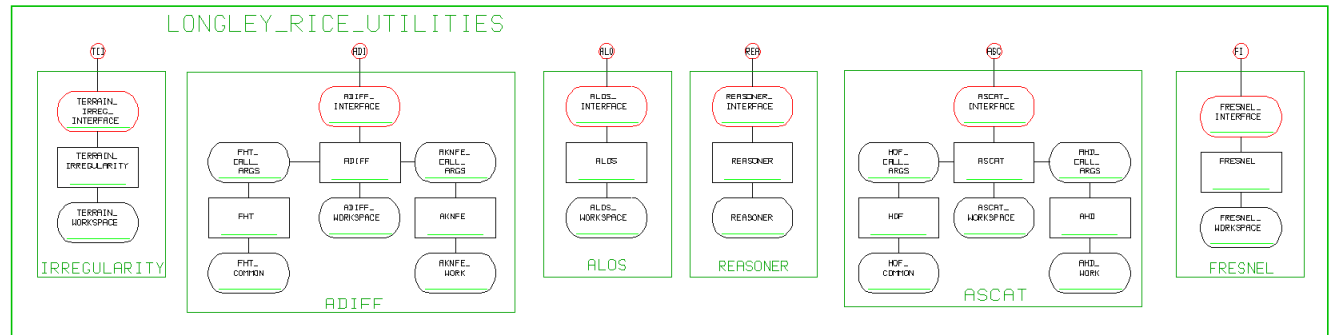 LONGLEY_RICE_UTILITIES
TCI
TERRAIN_
IRREG_
INTERFACE
TERRAIN_
IRREGULARITY
TERRAIN_
WORKSPACE
IRREGULARITY
ADI
ADIFF_
INTERFACE
FHT_
CALL_
ARGS
ADIFF
AKNFE_
CALL_
ARGS
FHT
ADIFF_
WORKSPACE
AKNFE
FHT_
COMMON
AKNFE_
WORK
ADIFF
ALO
ALOS_
INTERFACE
ALOS
ALOS_
WORKSPACE
ALOS
REA
REASONER_
INTERFACE
REASONER
REASONER
REASONER
ASC
ASCAT_
INTERFACE
HOF_
CALL_
ARGS
ASCAT
AHD_
CALL_
ARGS
HOF
ASCAT_
WORKSPACE
AHD
HOF_
COMMON
AHD_
WORK
ASCAT
FI
FRESNEL_
INTERFACE
FRESNEL
FRESNEL_
WORKSPACE
FRESNEL